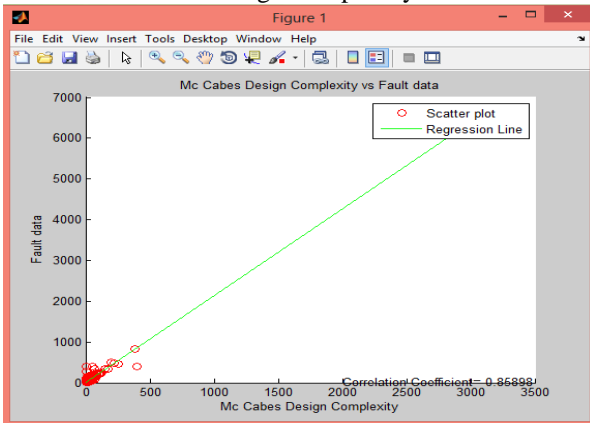 Figure 1
File Edit View Insert Tools Desktop Window Help
Mc Cabes Design Complexity vs Fault data
7000
6000
5000
4000
3000
2000
1000
0
Fault data
Scatter plot
Regression Line
Correlation Coefficient= 0.85898
0 500 1000 1500 2000 2500 3000 3500
Mc Cabes Design Complexity